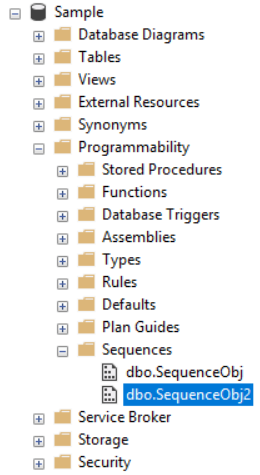 Sample
Database Diagrams
Tables
Views
External Resources
Synonyms
Programmability
Stored Procedures
Functions
Database Triggers
Assemblies
Types
Rules
Defaults
Plan Guides
Sequences
dbo.SequenceObj
dbo.SequenceObj2
Service Broker
Storage
Security